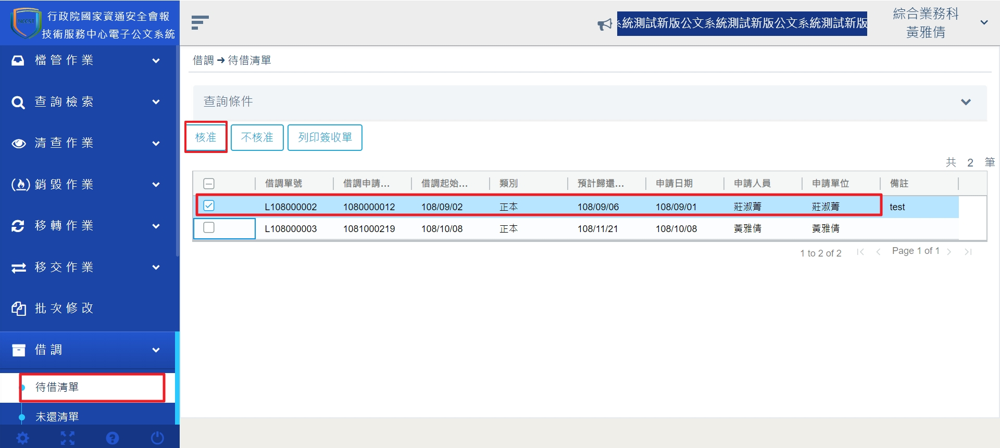 行政院國家資通安全會報
技術服務中心電子公文系統
NCCST
統測試新版公文系統測試新版公文系統測試新版
綜合業務科
黃雅倩
檔管作業
查詢檢索
清查作業
銷毀作業
移轉作業
移交作業
批次修改
借調
待借清單
未還清單
借調 ➔ 待借清單
查詢條件
核准 不核准 列印簽收單
共 2 筆
借調單號 借調申請... 借調起始... 類別 預計歸還... 申請日期 申請人員 申請單位 備註
L108000002 1080000012 108/09/02 正本 108/09/06 108/09/01 莊淑菁 莊淑菁 test
L108000003 1081000219 108/10/08 正本 108/11/21 108/10/08 黃雅倩 黃雅倩
1 to 2 of 2 Page 1 of 1